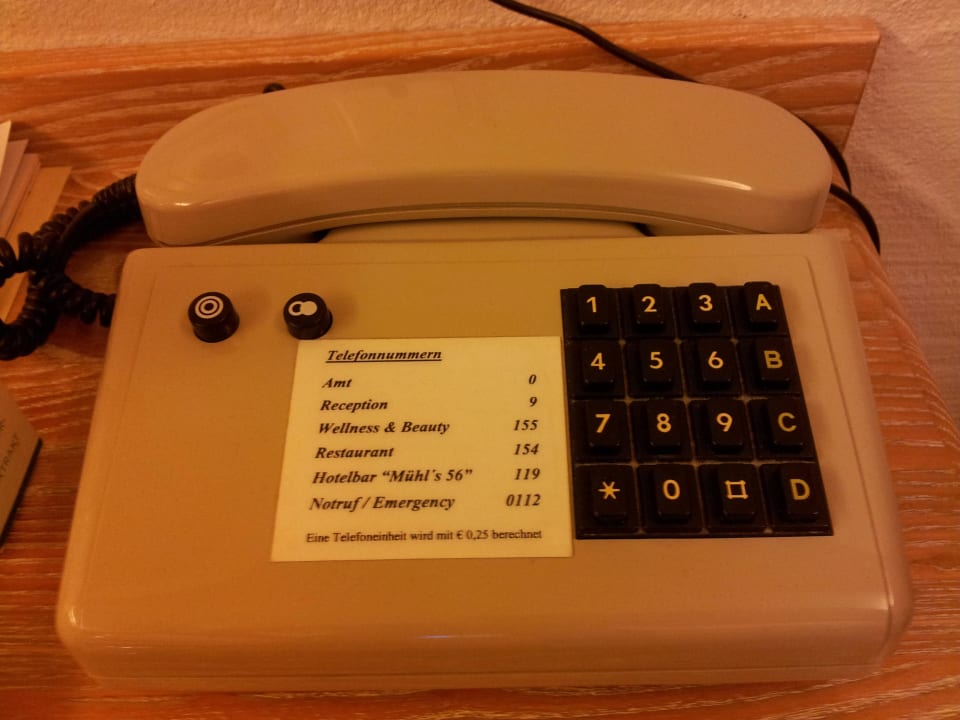 Telefonnummern
Amt 0
Reception 9
Wellness & Beauty 155
Restaurant 154
Hotelbar “Mühl´s 56” 119
Notruf / Emergency 0112
Eine Telefoneinheit wird mit € 0,25 berechnet
1 2 3 A
4 5 6 B
7 8 9 C
* 0 # D